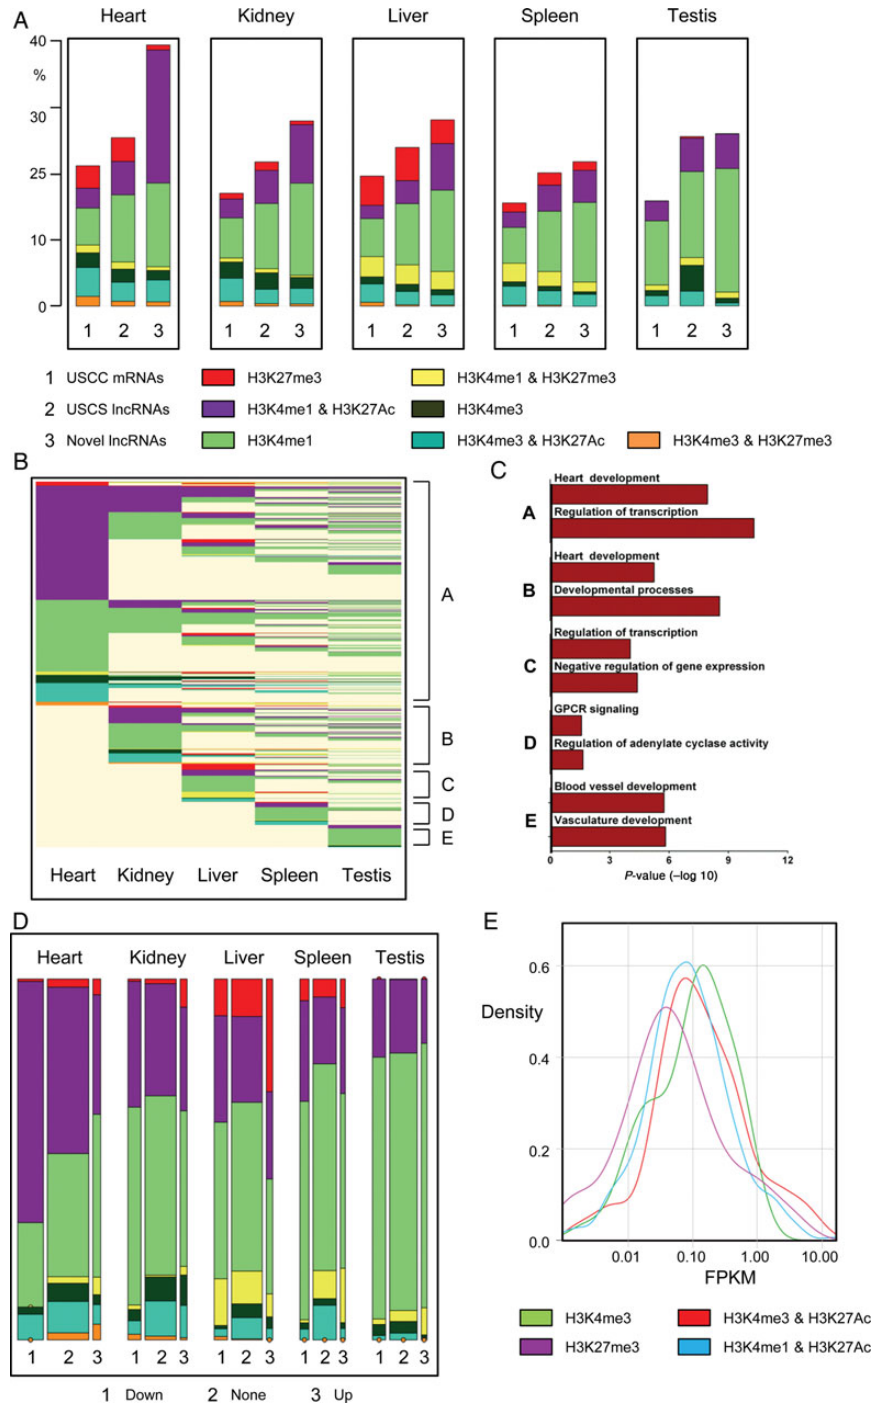 A
Heart Kidney Liver Spleen Testis
40
%
30
25
10
0
1 2 3 1 2 3 1 2 3 1 2 3 1 2 3
1 USCC mRNAs H3K27me3 H3K4me1 & H3K27me3
2 USCS lncRNAs H3K4me1 & H3K27Ac H3K4me3
3 Novel lncRNAs H3K4me1 H3K4me3 & H3K27Ac H3K4me3 & H3K27me3
B
A
B
C
D
E
Heart Kidney Liver Spleen Testis
C
Heart development
A
Regulation of transcription
Heart development
B
Developmental processes
Regulation of transcription
C
Negative regulation of gene expression
GPCR signaling
D
Regulation of adenylate cyclase activity
Blood vessel development
E
Vasculature development
0 3 6 9 12
P-value (–log 10)
D
Heart Kidney Liver Spleen Testis
1 2 3 1 2 3 1 2 3 1 2 3 1 2 3
1 Down 2 None 3 Up
E
0.6
Density
0.4
0.2
0.0
0.01 0.10 1.00 10.00
FPKM
H3K4me3 H3K4me3 & H3K27Ac
H3K27me3 H3K4me1 & H3K27Ac